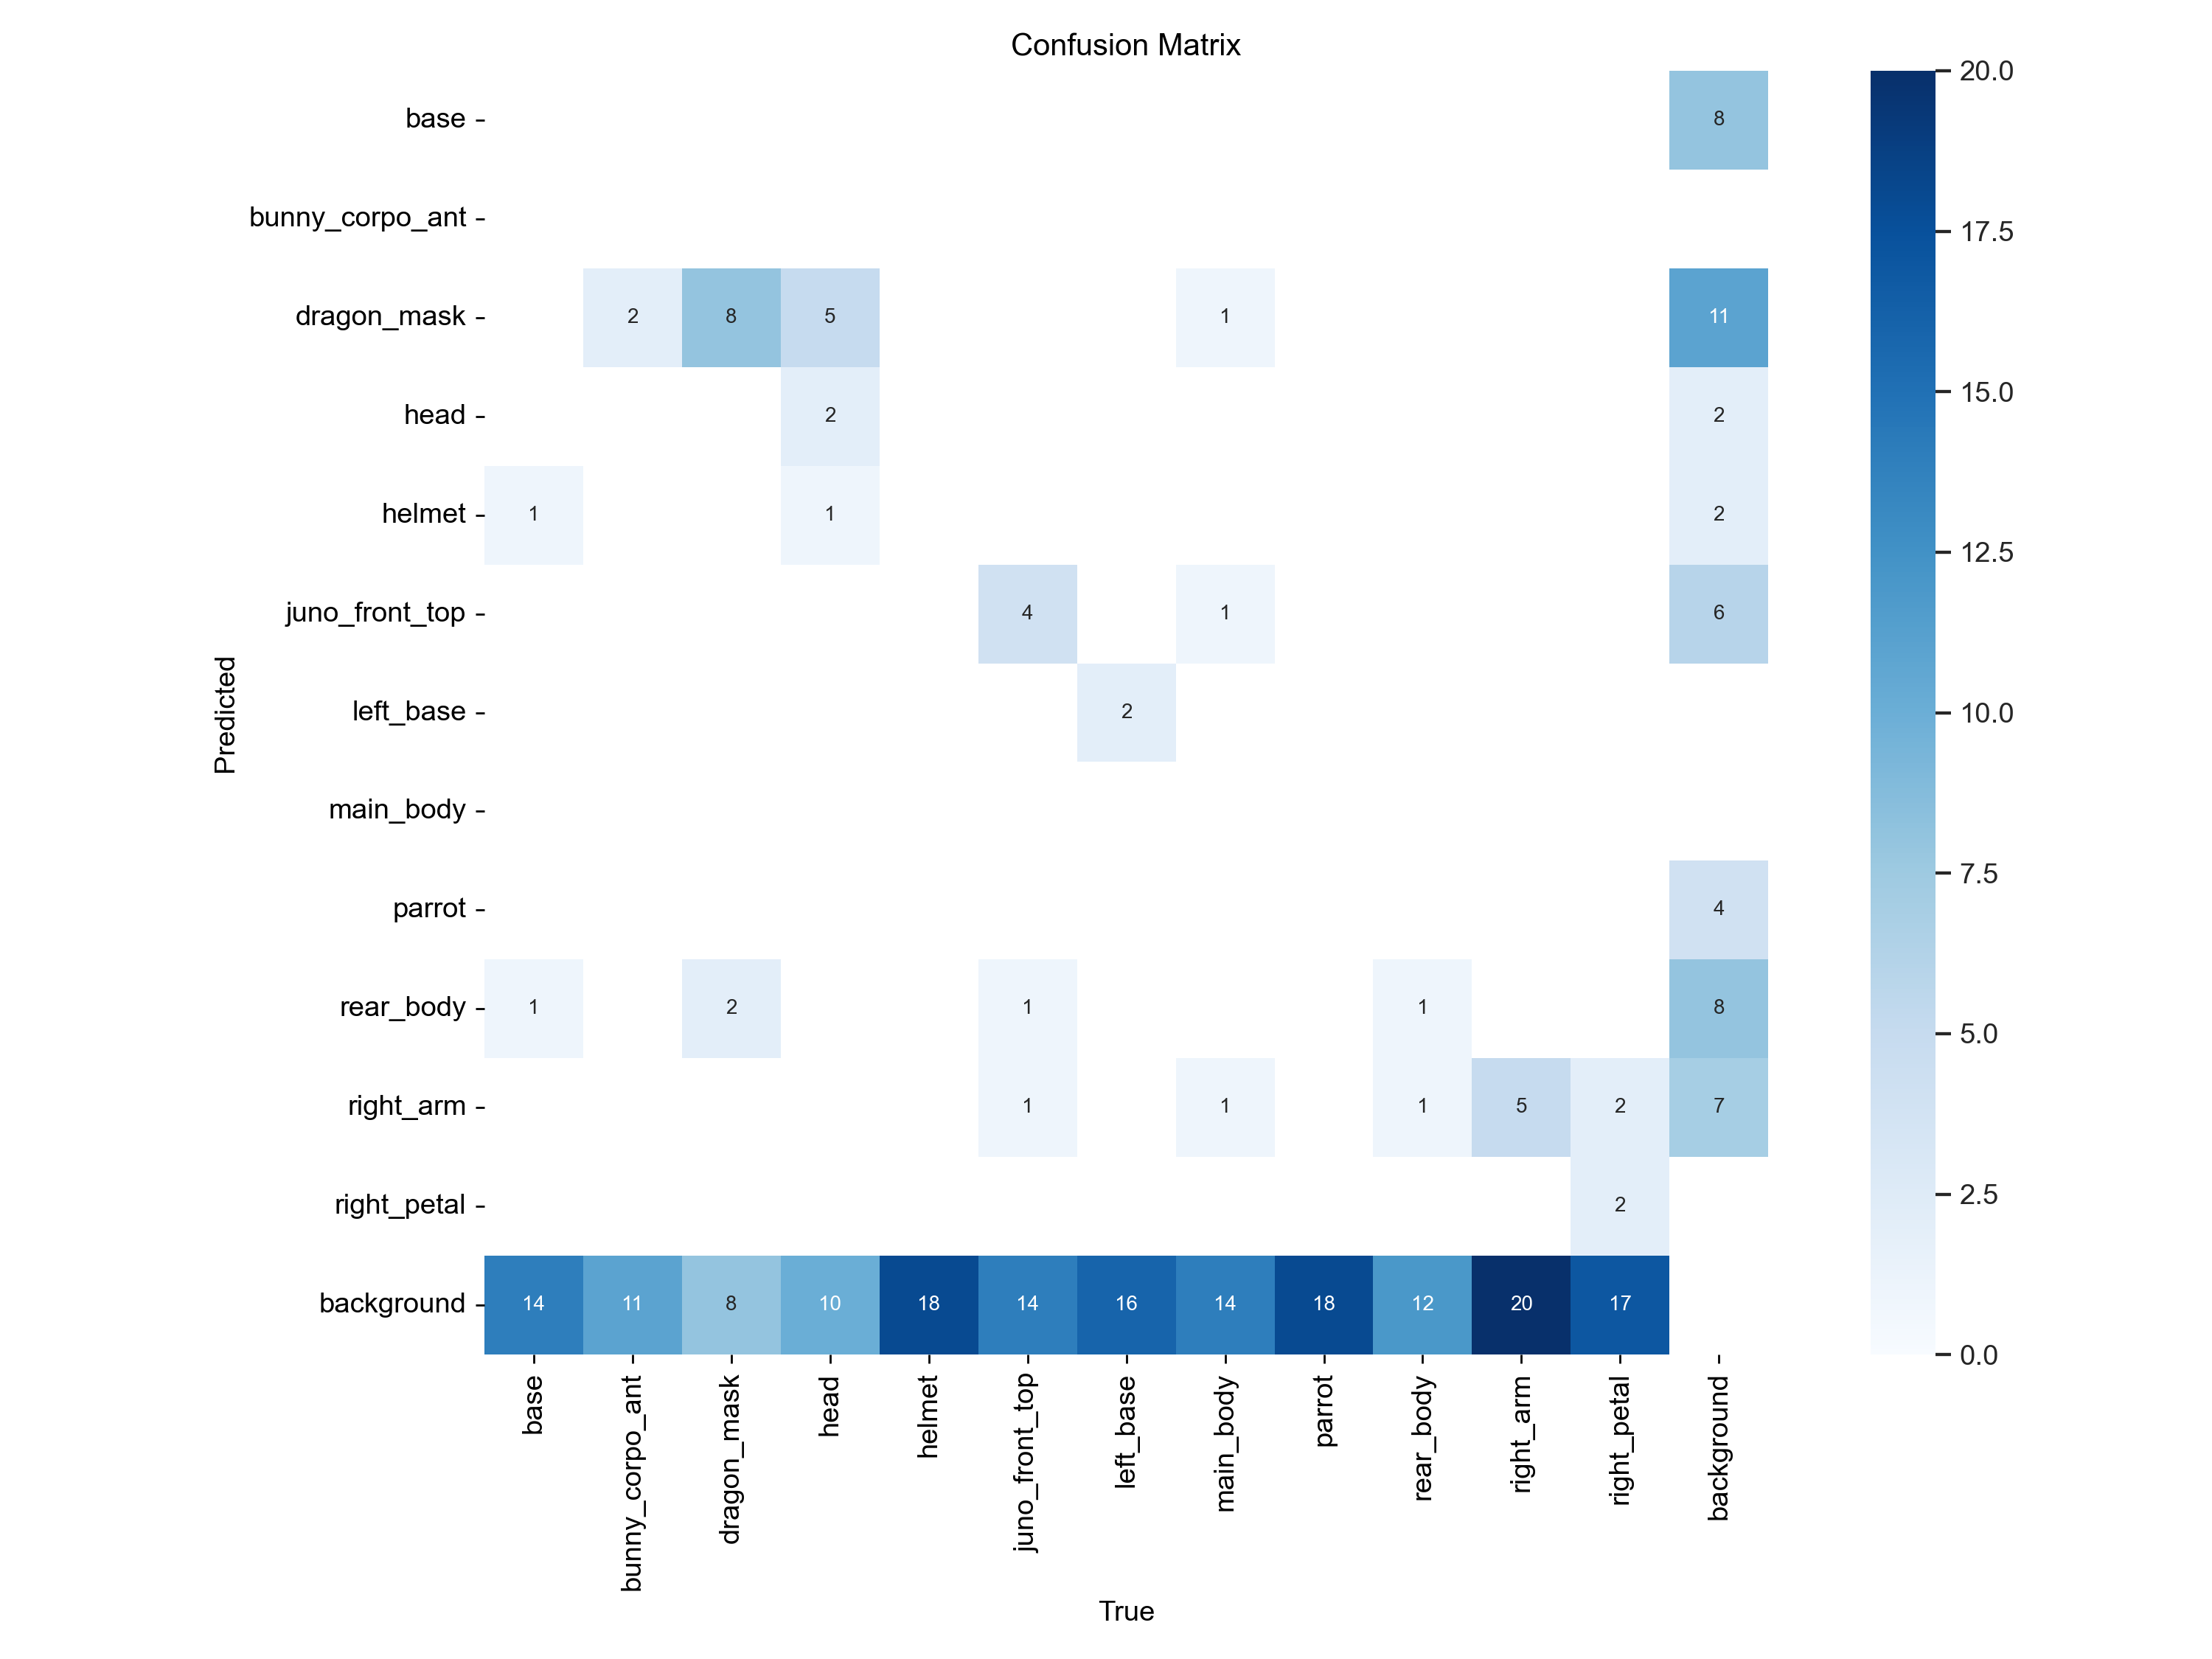 Confusion Matrix
base 8 20.0
bunny_corpo_ant 17.5
dragon_mask 2 8 5 1 11
head 2 2 15.0
helmet 1 1 2 12.5
juno_front_top 4 1 6
left_base 2 10.0
main_body
parrot 4 7.5
rear_body 1 2 1 1 8 5.0
right_arm 1 1 1 5 2 7
right_petal 2 2.5
background 14 11 8 10 18 14 16 14 18 12 20 17 0.0
Predicted
base bunny_corpo_ant dragon_mask head helmet juno_front_top left_base main_body parrot rear_body right_arm right_petal background
True